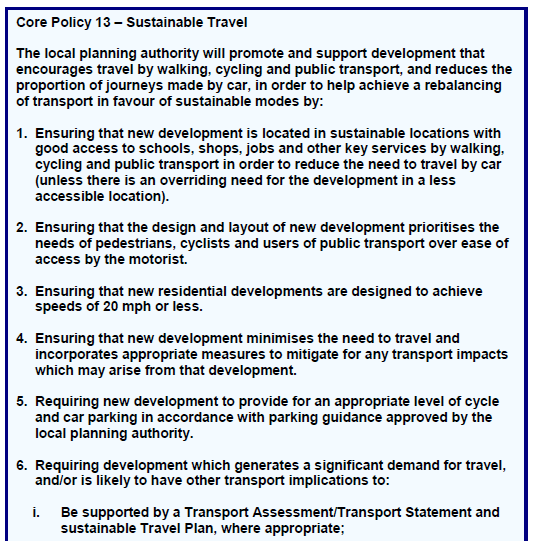 Core Policy 13 – Sustainable Travel
The local planning authority will promote and support development that
encourages travel by walking, cycling and public transport, and reduces the
proportion of journeys made by car, in order to help achieve a rebalancing
of transport in favour of sustainable modes by:
1. Ensuring that new development is located in sustainable locations with
good access to schools, shops, jobs and other key services by walking,
cycling and public transport in order to reduce the need to travel by car
(unless there is an overriding need for the development in a less
accessible location).
2. Ensuring that the design and layout of new development prioritises the
needs of pedestrians, cyclists and users of public transport over ease of
access by the motorist.
3. Ensuring that new residential developments are designed to achieve
speeds of 20 mph or less.
4. Ensuring that new development minimises the need to travel and
incorporates appropriate measures to mitigate for any transport impacts
which may arise from that development.
5. Requiring new development to provide for an appropriate level of cycle
and car parking in accordance with parking guidance approved by the
local planning authority.
6. Requiring development which generates a significant demand for travel,
and/or is likely to have other transport implications to:
i. Be supported by a Transport Assessment/Transport Statement and
sustainable Travel Plan, where appropriate;